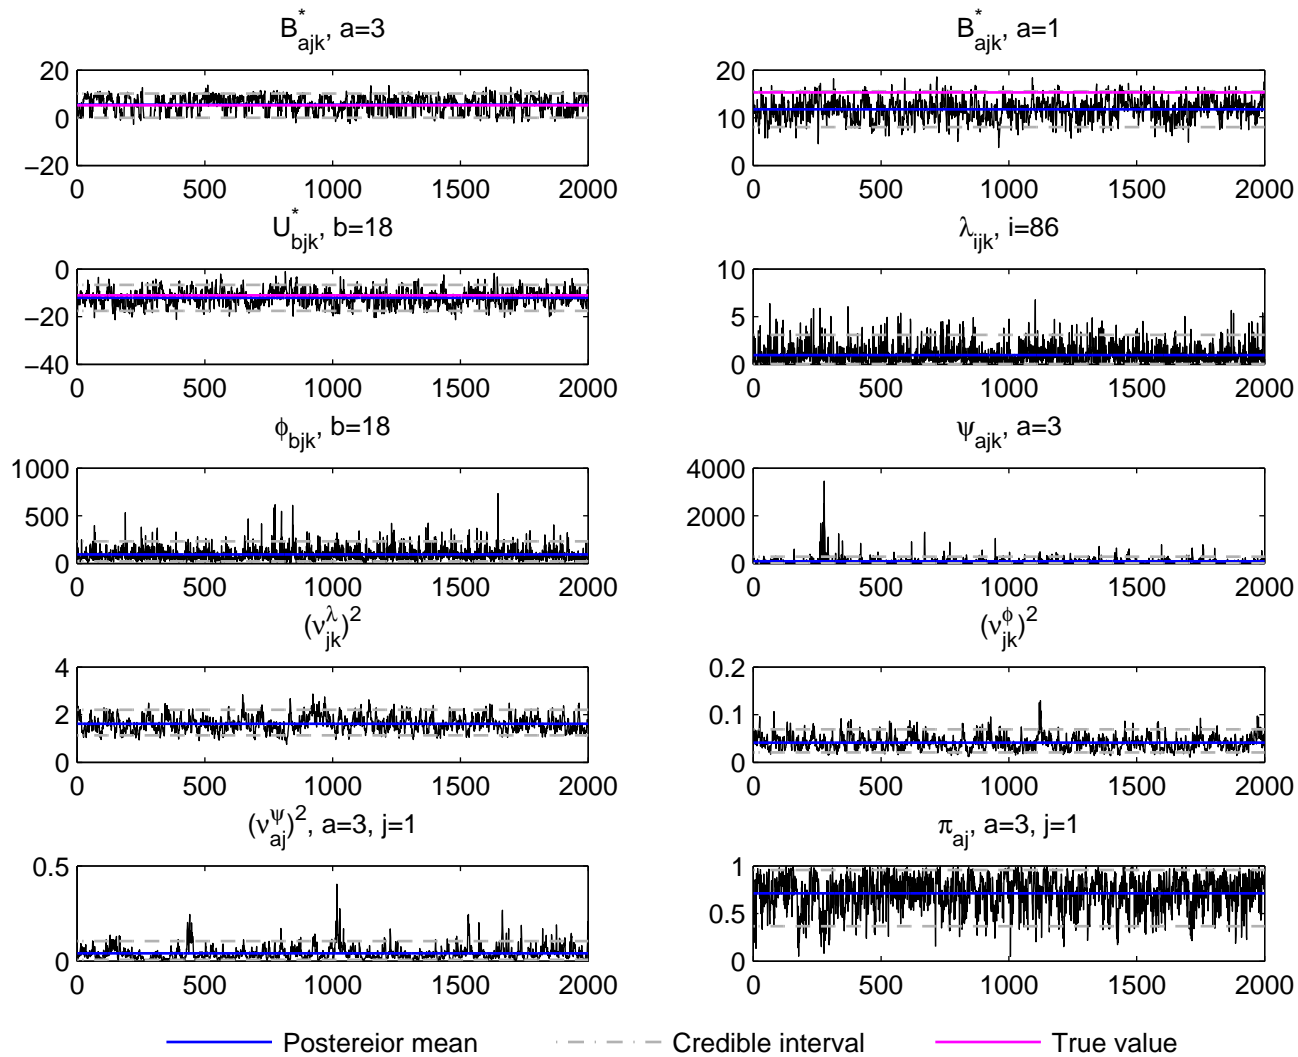 B*ajk, a=3
20
0
−20
0 500 1000 1500 2000
B*ajk, a=1
20
15
10
5
0
0 500 1000 1500 2000
U*bjk, b=18
0
−20
−40
0 500 1000 1500 2000
λijk, i=86
10
5
0
0 500 1000 1500 2000
ϕbjk, b=18
1000
500
0
0 500 1000 1500 2000
ψajk, a=3
4000
2000
0
0 500 1000 1500 2000
(νλjk)2
4
2
0
0 500 1000 1500 2000
(νϕjk)2
0.2
0.1
0
0 500 1000 1500 2000
(νψaj)2, a=3, j=1
0.5
0
0 500 1000 1500 2000
πaj, a=3, j=1
1
0.5
0
0 500 1000 1500 2000
Postereior mean Credible interval True value